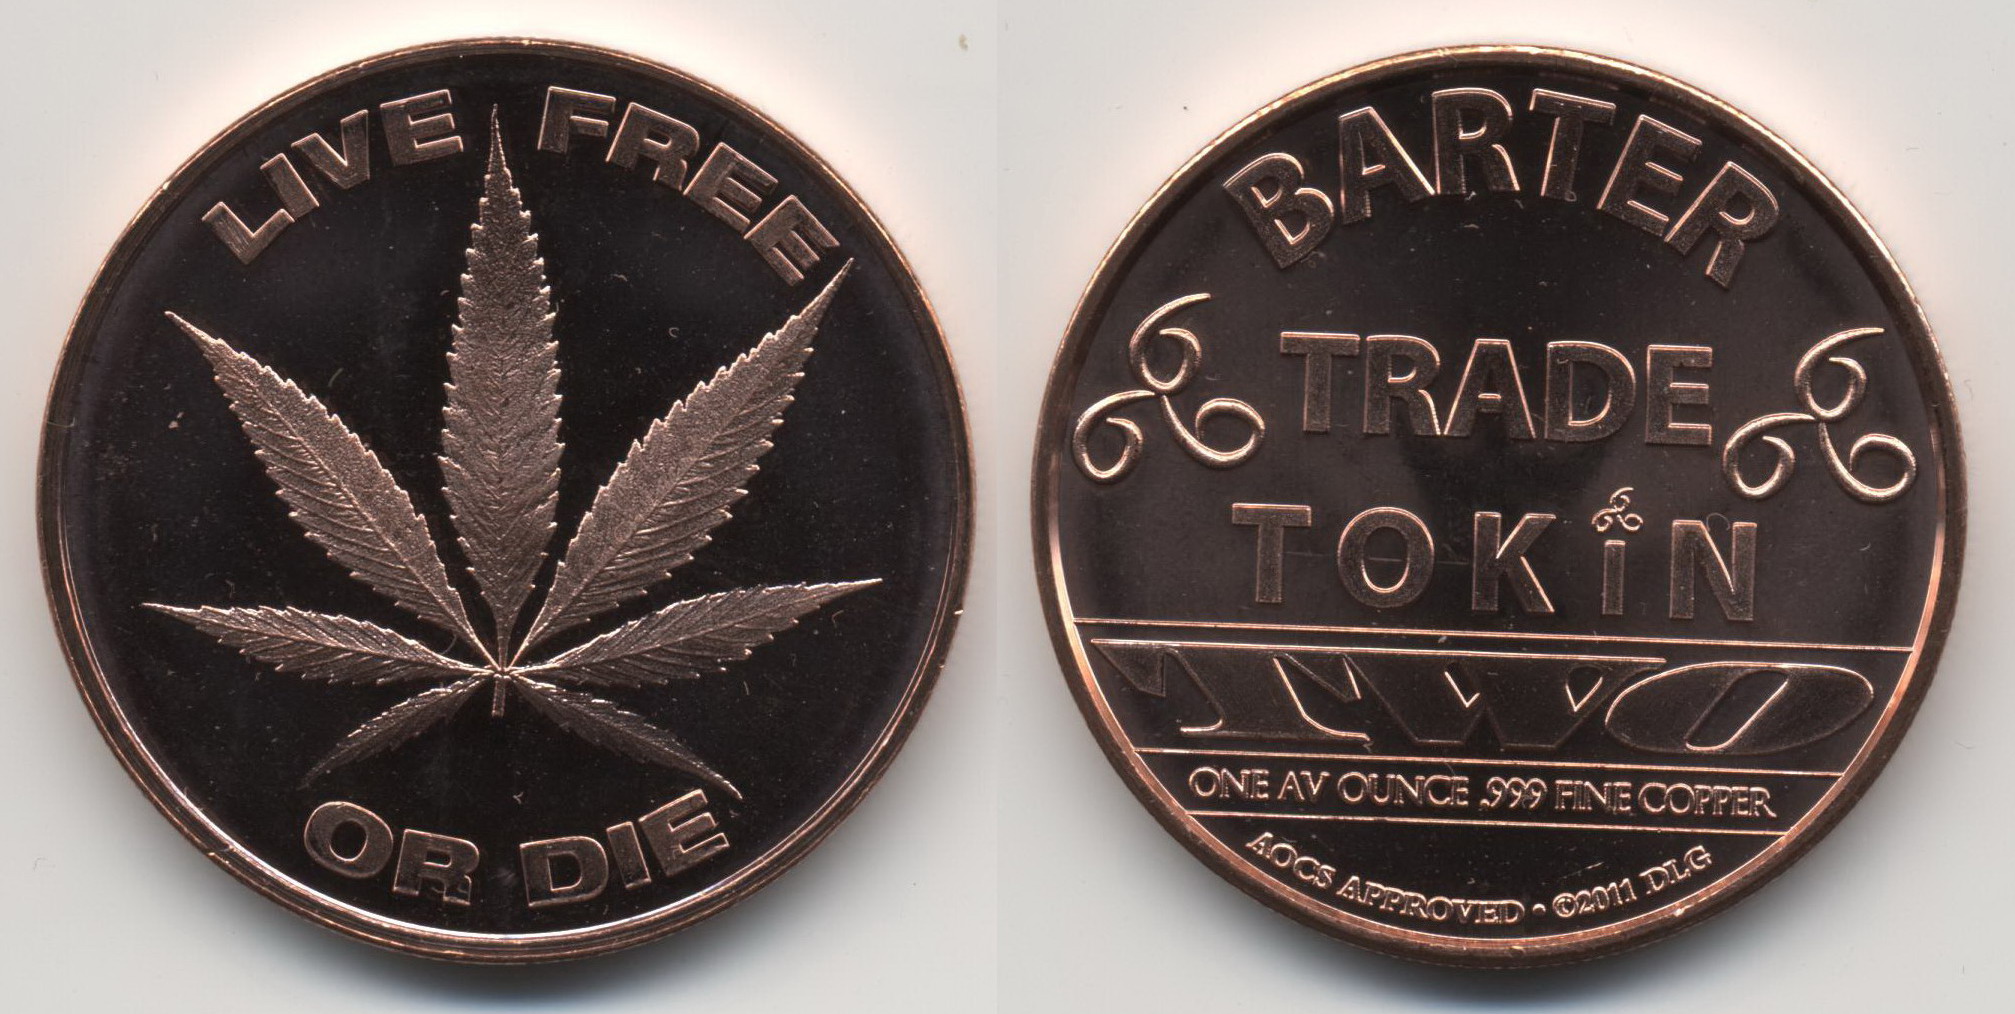 LIVE FREE
OR DIE
BARTER
TRADE
TOKiN
TWO
ONE AV OUNCE .999 FINE COPPER
AOCS APPROVED • ©2011 DLG